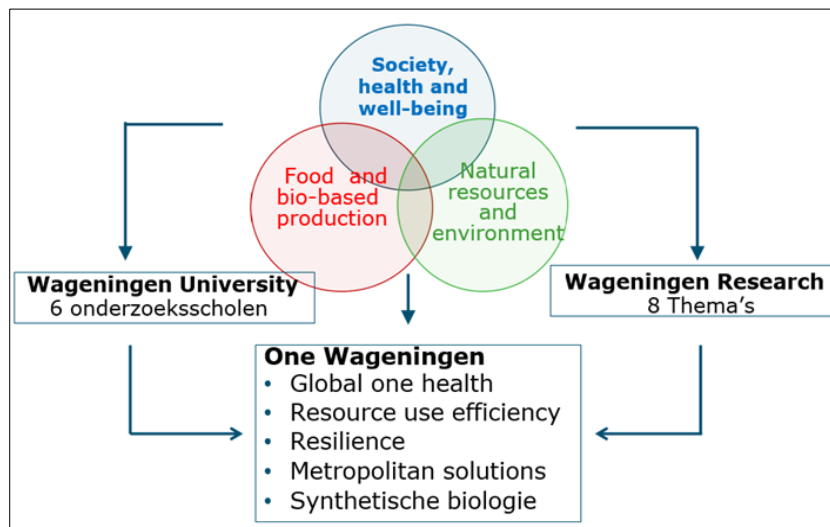 Society,
health and
well-being
Food and
bio-based
production
Natural
resources
and
environment
Wageningen University
6 onderzoeksscholen
Wageningen Research
8 Thema's
One Wageningen
• Global one health
• Resource use efficiency
• Resilience
• Metropolitan solutions
• Synthetische biologie